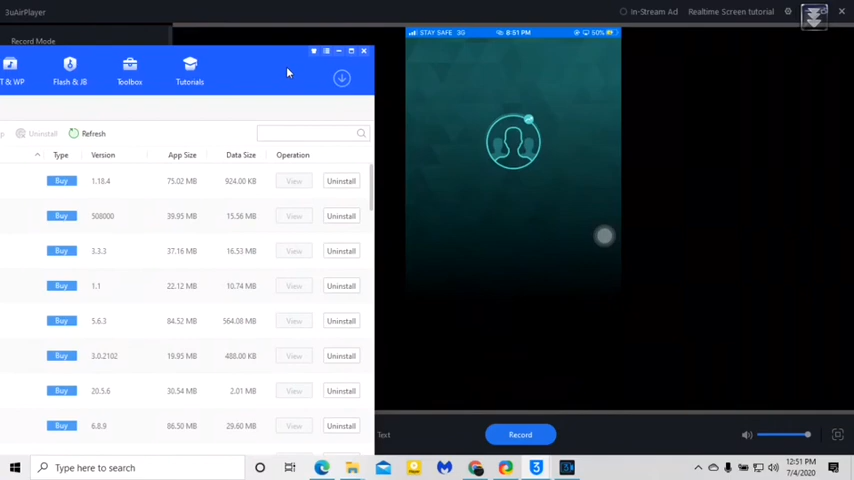 3uAirPlayer
In-Stream Ad
Realtime Screen tutorial
Record Mode
STAY SAFE 3G 8:51 PM 50%
T & WP
Flash & JB
Toolbox
Tutorials
Uninstall
Refresh
Type Version App Size Data Size Operation
Buy 1.18.4 75.02 MB 924.00 KB View Uninstall
Buy 508000 39.95 MB 15.56 MB View Uninstall
Buy 3.3.3 37.16 MB 16.53 MB View Uninstall
Buy 1.1 22.12 MB 10.74 MB View Uninstall
Buy 5.6.3 84.52 MB 564.08 MB View Uninstall
Buy 3.0.2102 19.95 MB 488.00 KB View Uninstall
Buy 20.5.6 30.54 MB 2.01 MB View Uninstall
Buy 6.8.9 86.50 MB 29.60 MB View Uninstall
Text
Record
Type here to search
3
12:51 PM
7/4/2020